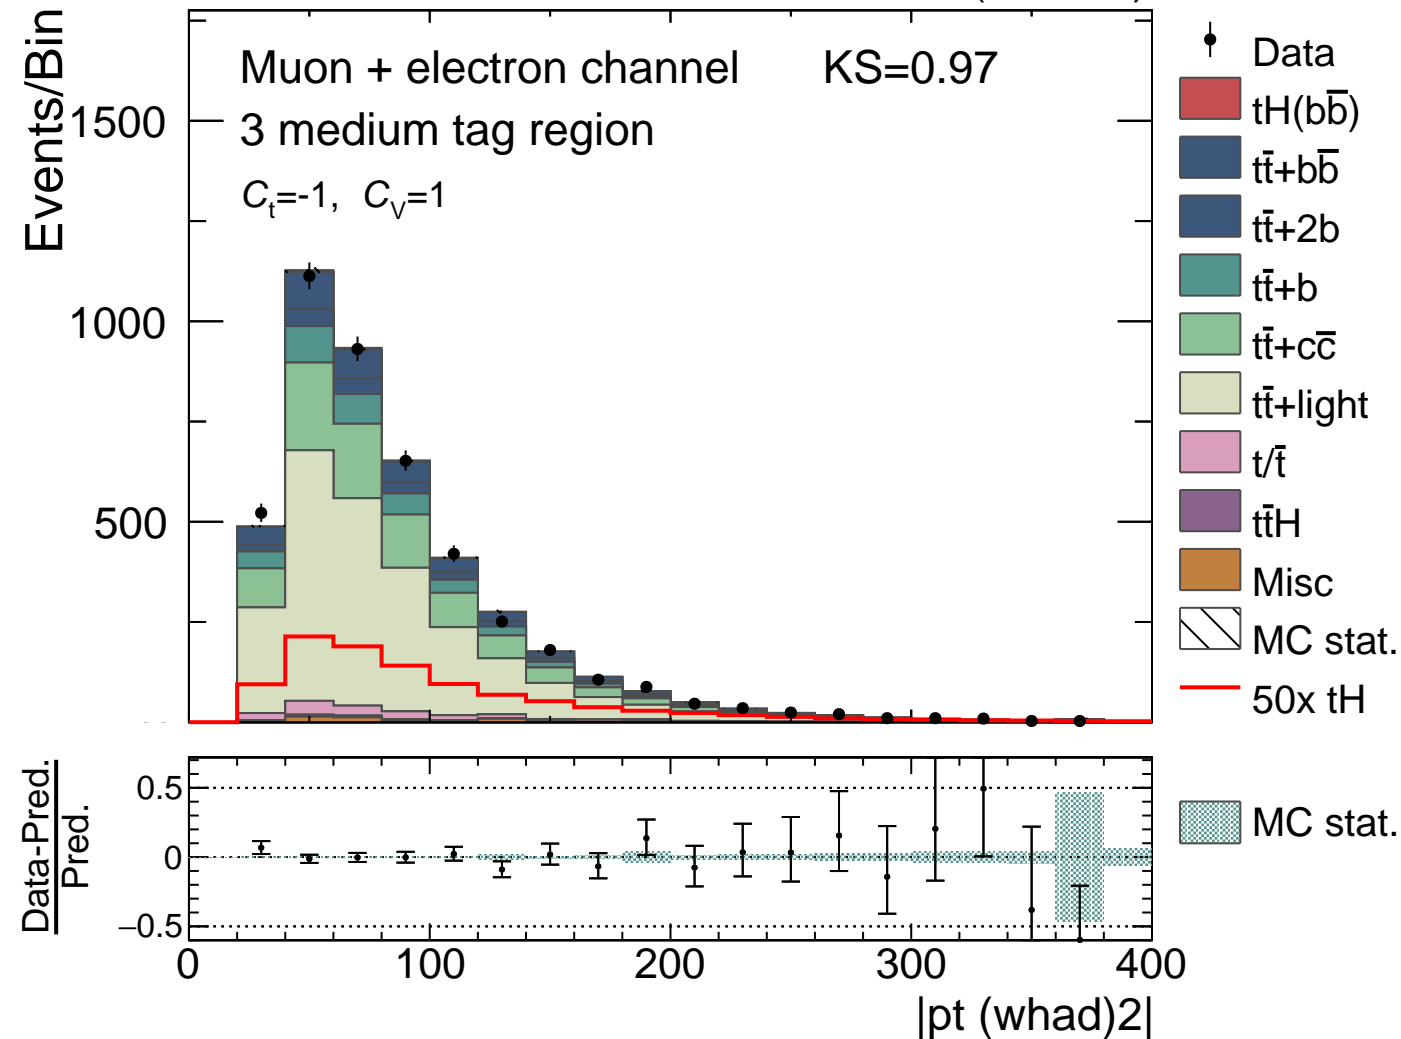 Events/Bin
1500
1000
500
Muon + electron channel KS=0.97
3 medium tag region
Cₜ=-1, C_V=1
Data
tH(bb̄)
tt̄+bb̄
tt̄+2b
tt̄+b
tt̄+cc̄
tt̄+light
t/t̄
tt̄H
Misc
MC stat.
50x tH
Data-Pred.
Pred.
0.5
0
−0.5
MC stat.
0 100 200 300 400
|pt (whad)2|